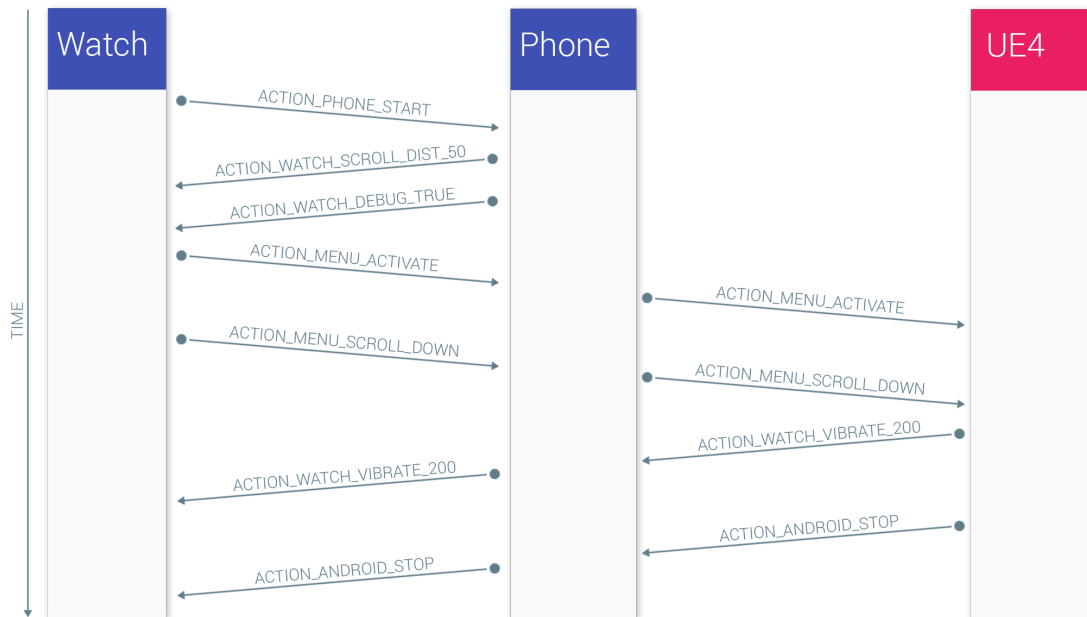 Watch
Phone
UE4
ACTION_PHONE_START
ACTION_WATCH_SCROLL_DIST_50
ACTION_WATCH_DEBUG_TRUE
ACTION_MENU_ACTIVATE
ACTION_MENU_ACTIVATE
TIME
ACTION_MENU_SCROLL_DOWN
ACTION_MENU_SCROLL_DOWN
ACTION_WATCH_VIBRATE_200
ACTION_WATCH_VIBRATE_200
ACTION_ANDROID_STOP
ACTION_ANDROID_STOP